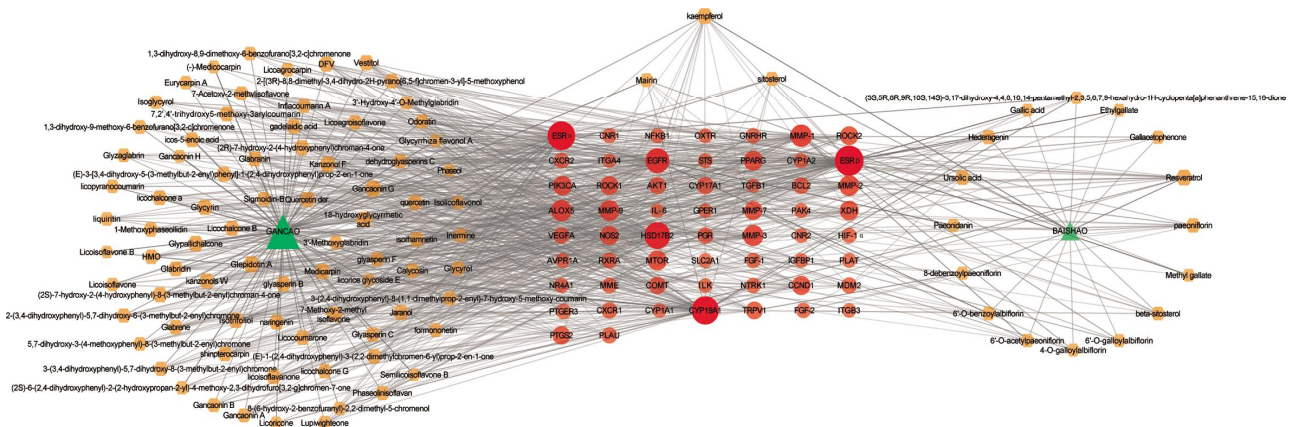 kaempferol
Mairin
sitosterol
1,3-dihydroxy-8,9-dimethoxy-6-benzofurano[3,2-c]chromenone
(-)-Medicocarpin
Licoagrocarpin
DFV
Vestitol
Eurycarpin A
2-[(3R)-8,8-dimethyl-3,4-dihydro-2H-pyrano[6,5-f]chromen-3-yl]-5-methoxyphenol
7-Acetoxy-2-methlisoflavone
Isoglycyrol
Inflacoumarin A
3'-Hydroxy-4'-O-Methylglabridin
7,2',4'-trihydroxy5-methoxy-3arylcoumarin
gadelaidic acid
Licoagroisoflavone
Odoratin
1,3-dihydroxy-9-methoxy-6-benzofurano[3,2-c]chromenone
icos-5-enoic acid
Glycyrrhiza flavonol A
(2R)-7-hydroxy-2-(4-hydroxyphenyl)chroman-4-one
Glyzaglabrin
Gancaonin H
Glabranin
Kanzonol F
dehydroglyasperins C
Phaseol
(E)-3-[3,4-dihydroxy-5-(3-methylbut-2-enyl)phenyl]-1-(2,4-dihydroxyphenyl)prop-2-en-1-one
Gancaonin G
licopyranocoumarin
Sigmoidin-B
Quercetin der
quercetin
Isolicoflavonol
licochalcone a
Glycyrin
18-hydroxyglycyrrhetic
acid
liquiritin
Licochalcone B
GANCAO
isorhamnetin
Inermine
1-Methoxyphaseollidin
Glypallichalcone
3'-Methoxyglabridin
Licoisoflavone B
HMO
glyasperin F
Calycosin
Glycyrol
Glabridin
Glepidotin A
Medicarpin
licorice glycoside E
Licoisoflavone
kanzonols W
glyasperin B
(2S)-7-hydroxy-2-(4-hydroxyphenyl)-8-(3-methylbut-2-enyl)chroman-4-one
3-(2,4-dihydroxyphenyl)-8-(1,1-dimethyprop-2-enyl)-7-hydroxy-5-methoxy-coumarin
7-Methoxy-2-methyl
isoflavone
Jaranol
2-(3,4-dihydroxyphenyl)-5,7-dihydroxy-6-(3-methylbut-2-enyl)chromone
Isotrifoliol
naringenin
formononetin
Glabrene
Licocoumarone
Glyasperin C
5,7-dihydroxy-3-(4-methoxyphenyl)-8-(3-methylbut-2-enyl)chromone
shinpterocarpin
(E)-1-(2,4-dihydroxyphenyl)-3-(2,2-dimethylchromen-6-yl)prop-2-en-1-one
3-(3,4-dihydroxyphenyl)-5,7-dihydroxy-8-(3-methylbut-2-enyl)chromone
licoisoflavanone
licochalcone G
Semilicoisoflavone B
(2S)-6-(2,4-dihydroxyphenyl)-2-(2-hydroxypropan-2-yl)-4-methoxy-2,3-dihydrofuro[3,2-g]chromen-7-one
Phaseolinisoflavan
Gancaonin B
8-(6-hydroxy-2-benzofuranyl)-2,2-dimethyl-5-chromenol
Gancaonin A
Licoricone
Lupiwighteone
ESR α CNR1 NFKB1 OXTR GNRHR MMP-1 ROCK2
CXCR2 ITGA4 EGFR STS PPARG CYP1A2 ESR β
PIK3CA ROCK1 AKT1 CYP17A1 TGFB1 BCL2 MMP-2
ALOX5 MMP-9 IL-6 GPER1 MMP-7 PAK4 XDH
VEGFA NOS2 HSD17B2 PGR MMP-3 CNR2 HIF-1 α
AVPR1A RXRA MTOR SLC2A1 FGF-1 IGFBP1 PLAT
NR4A1 MME COMT ILK NTRK1 CCND1 MDM2
PTGER3 CXCR1 CYP1A1 CYP19A1 TRPV1 FGF-2 ITGB3
PTGS2 PLAU
Gallic acid
Ethylgallate
Hederagenin
Gallacetophenone
Ursolic acid
Resveratrol
Paeonidanin
BAISHAO
paeoniflorin
8-debenzoylpaeoniflorin
Methyl gallate
6'-O-benzoylalbiflorin
beta-sitosterol
6'-O-acetylpaeoniflorin
6'-O-galloylalbiflorin
4-O-galloylalbiflorin